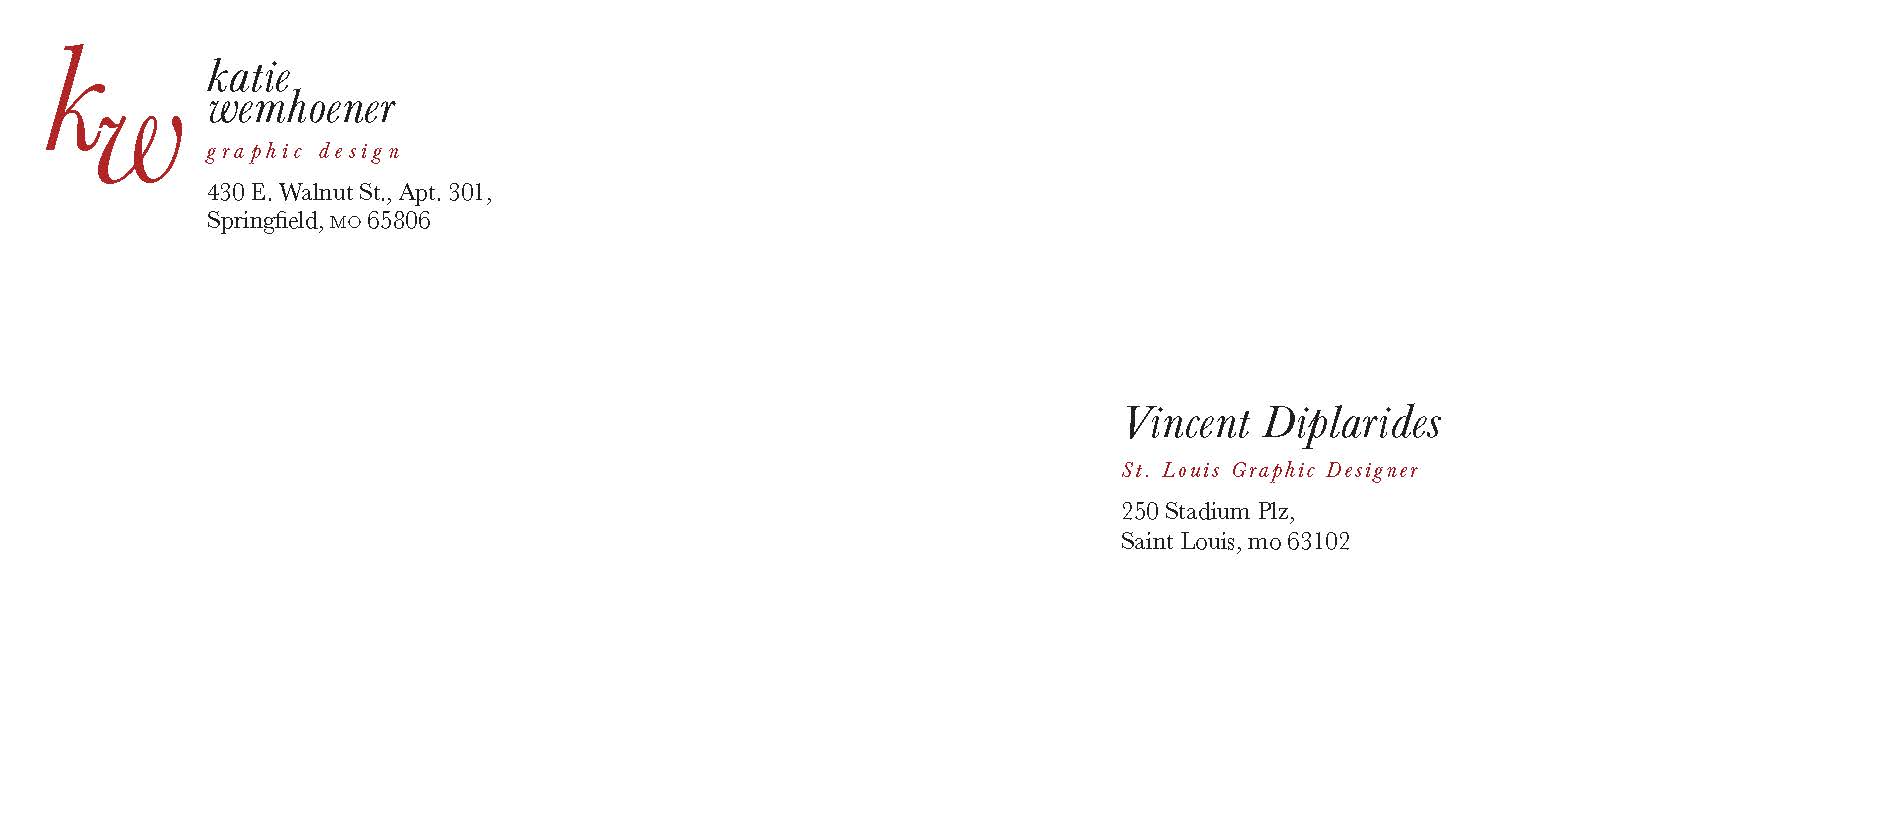 kw
katie
wemhoener
graphic design
430 E. Walnut St., Apt. 301,
Springfield, MO 65806
Vincent Diplarides
St. Louis Graphic Designer
250 Stadium Plz,
Saint Louis, mo 63102